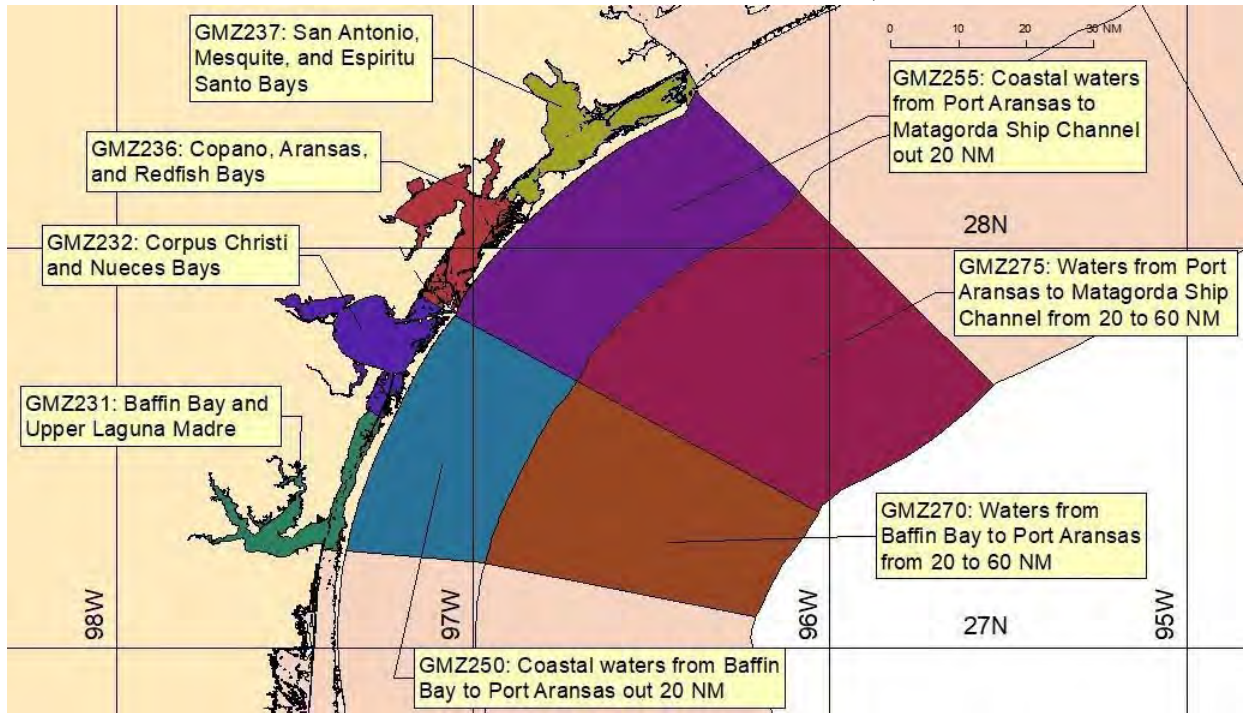 GMZ237: San Antonio,
Mesquite, and Espiritu
Santo Bays
0 10 20 30 NM
GMZ255: Coastal waters
from Port Aransas to
Matagorda Ship Channel
out 20 NM
GMZ236: Copano, Aransas,
and Redfish Bays
28N
GMZ232: Corpus Christi
and Nueces Bays
GMZ275: Waters from Port
Aransas to Matagorda Ship
Channel from 20 to 60 NM
GMZ231: Baffin Bay and
Upper Laguna Madre
GMZ270: Waters from
Baffin Bay to Port Aransas
from 20 to 60 NM
98W
97W
96W
27N
95W
GMZ250: Coastal waters from Baffin
Bay to Port Aransas out 20 NM